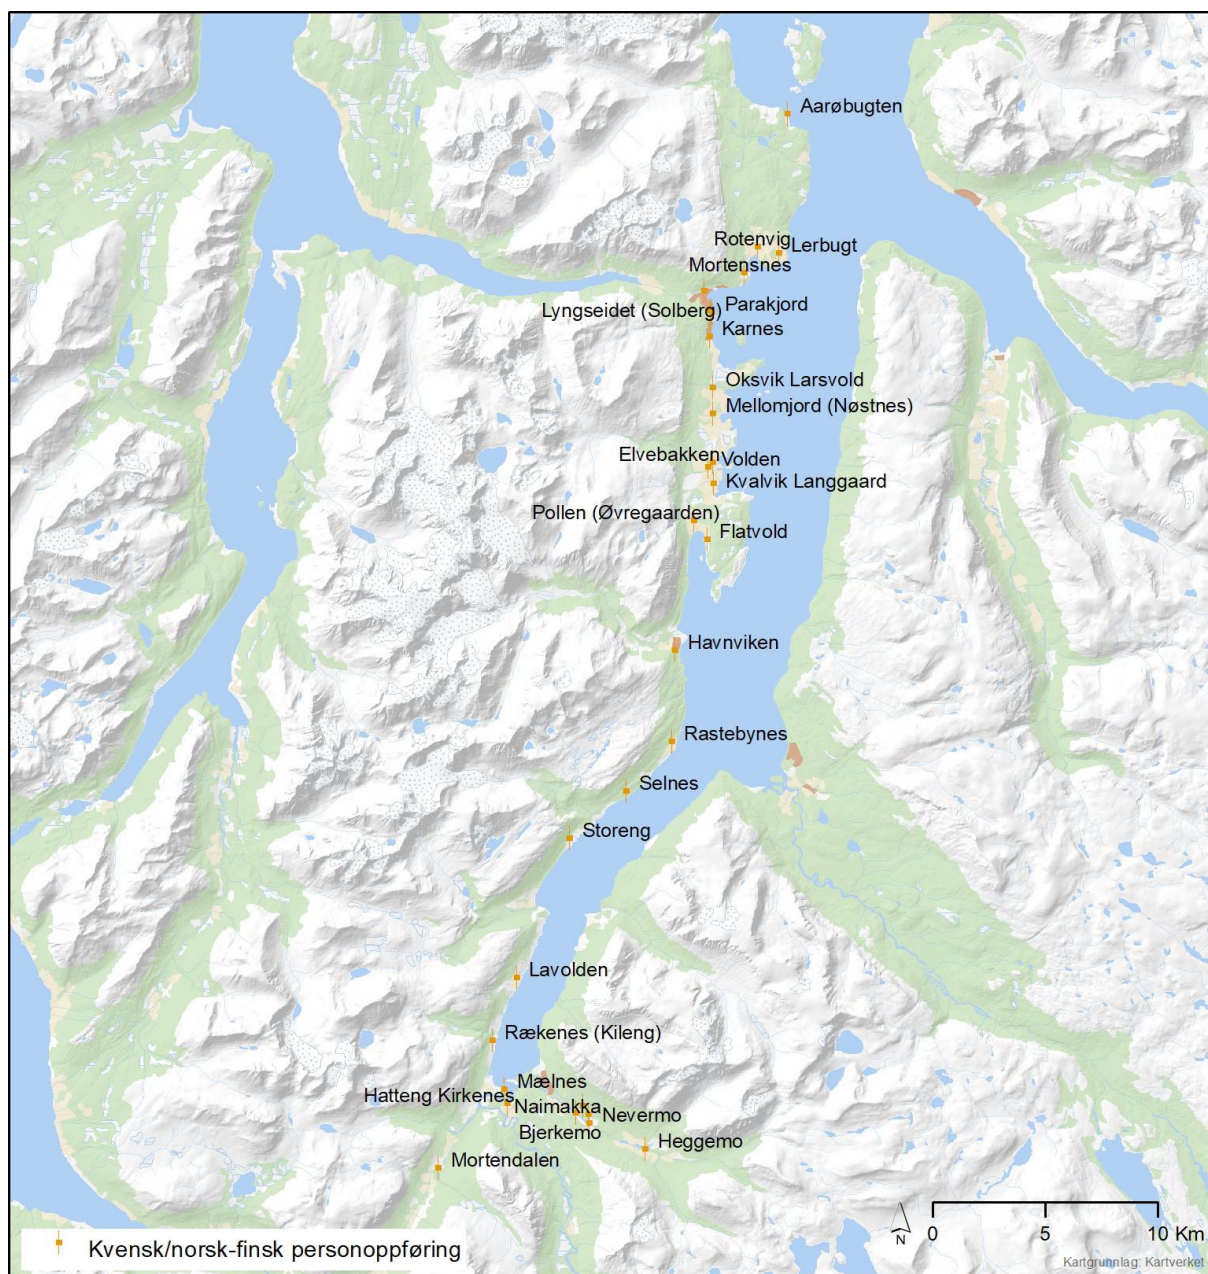 Aarøbugten
Rotenvig
Lerbugt
Mortensnes
Lyngseidet (Solberg)
Parakjord
Karnes
Oksvik Larsvold
Mellomjord (Nøstnes)
Elvebakken
Volden
Kvalvik Langgaard
Pollen (Øvregaarden)
Flatvold
Havnviken
Rastebynes
Selnes
Storeng
Lavolden
Rækenes (Kileng)
Mælnes
Hatteng Kirkenes
Naimakka
Nevermo
Bjerkemo
Heggemo
Mortendalen
N
0 5 10 Km
Kvensk/norsk-finsk personoppføring
Kartgrunnlag: Kartverket